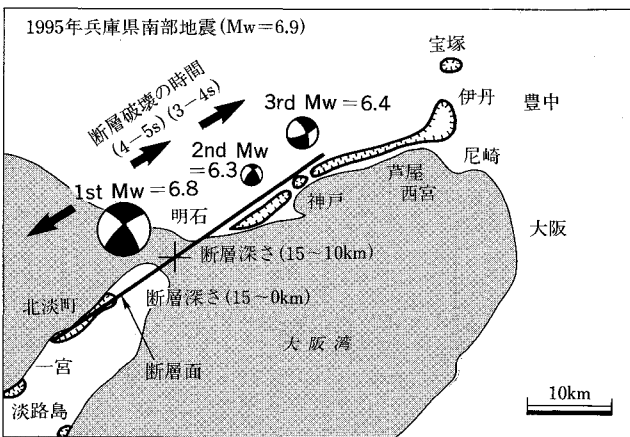 1995年兵庫県南部地震(Mw=6.9)
宝塚
伊丹
豊中
尼崎
断層破壊の時間
(4-5s)(3-4s)
3rd Mw=6.4
2nd Mw
=6.3
1st Mw=6.8
明石
神戸
芦屋
西宮
大阪
断層深さ(15~10km)
北淡町
断層深さ(15~0km)
大阪湾
一宮
断層面
淡路島
10km